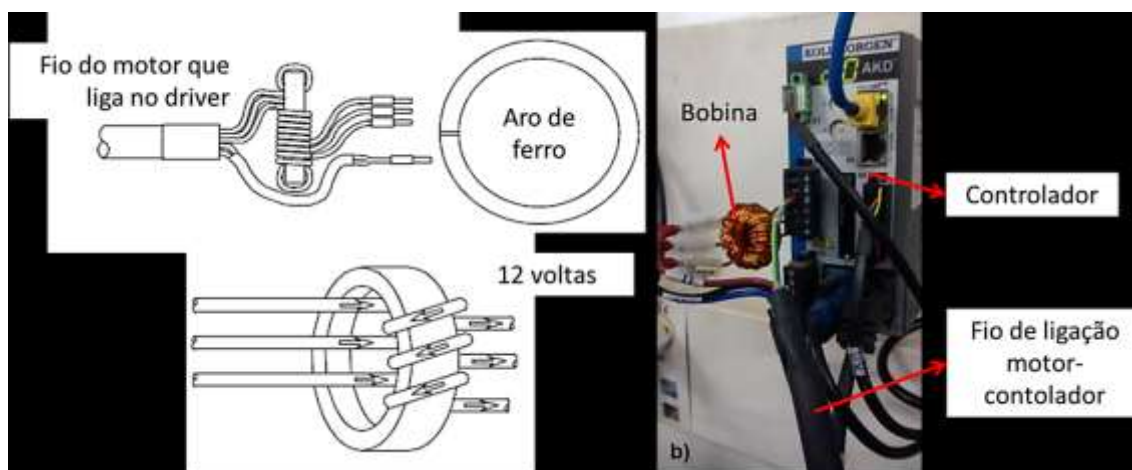 Fio do motor que
liga no driver
Aro de
ferro
12 voltas
Bobina
KOLLMORGEN
AKD
Controlador
Fio de ligação
motor-
contolador
b)